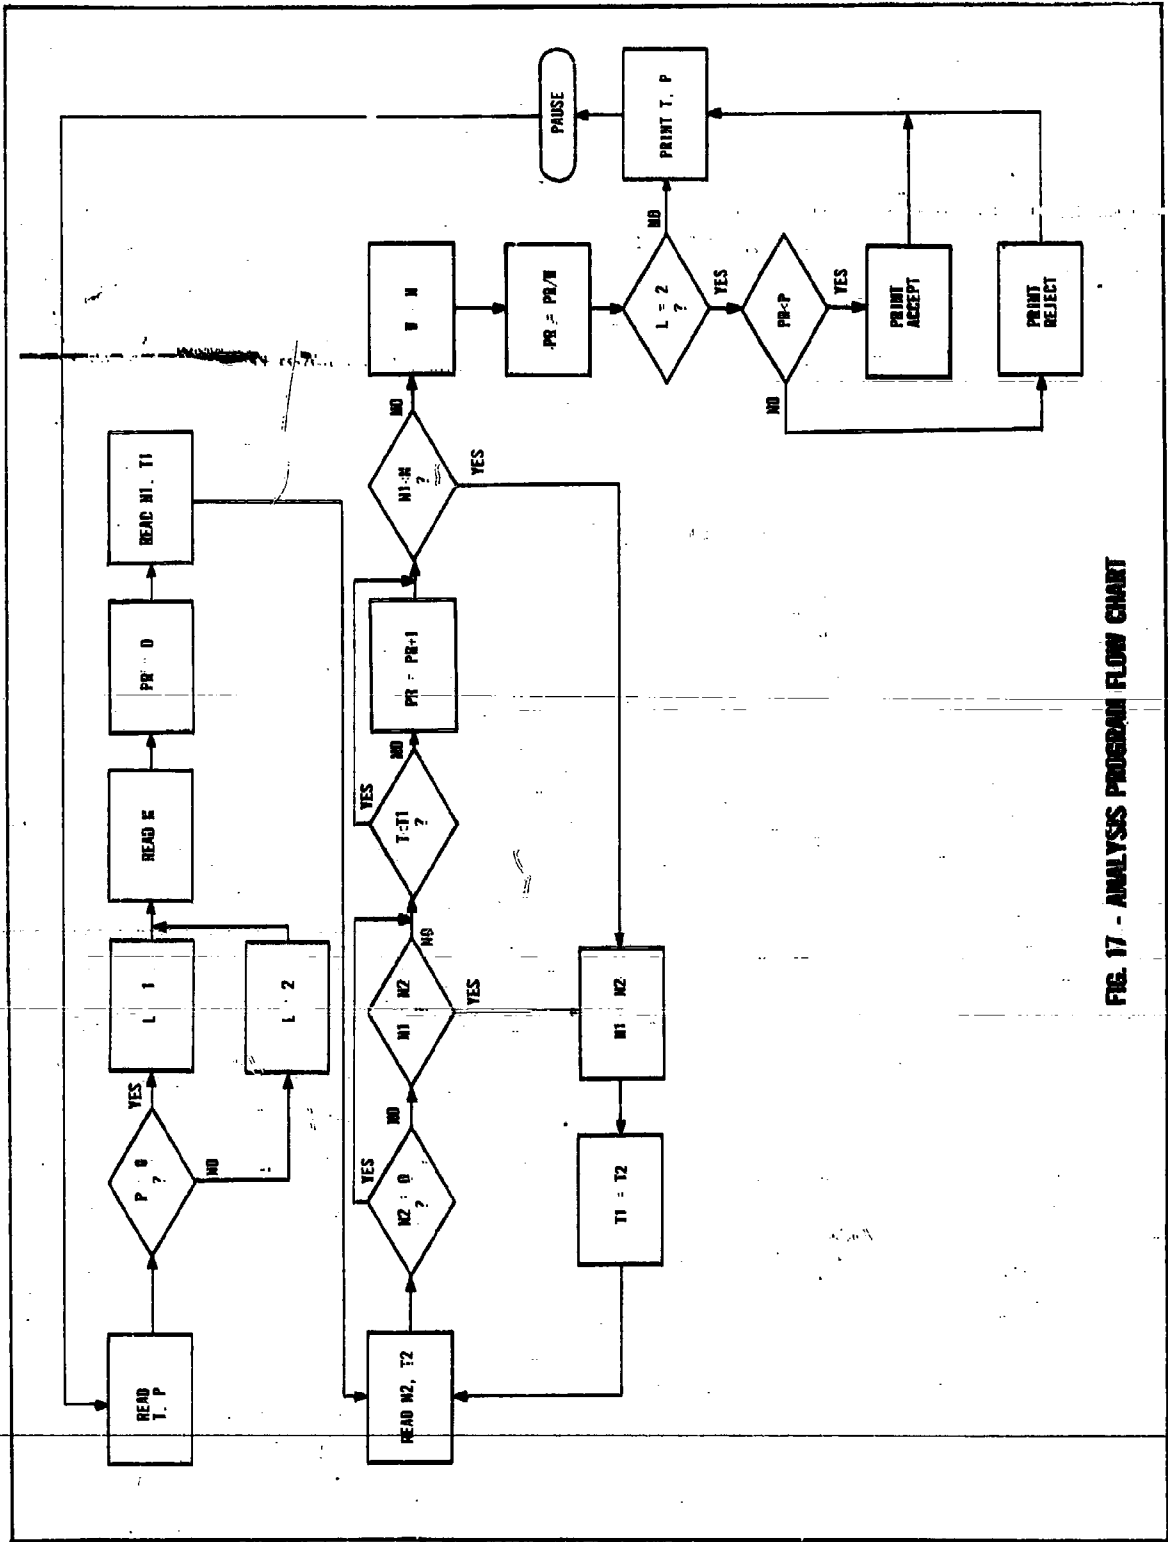 READ
T, P
P = 0
?
YES
NO
L 1
L 2
READ N
PR 0
READ N1, T1
READ N2, T2
N2 = 0
?
YES
NO
N1 N2
YES
NO
T T1
?
YES
NO
PR = PR+1
N1<N
?
YES
NO
W N
PR = PR/W
L = 2
?
NO
YES
PR<P
YES
NO
PRINT
ACCEPT
PRINT
REJECT
PRINT T, P
PAUSE
N1 N2
T1 = T2
FIG. 17 - ANALYSIS PROGRAM FLOW CHART